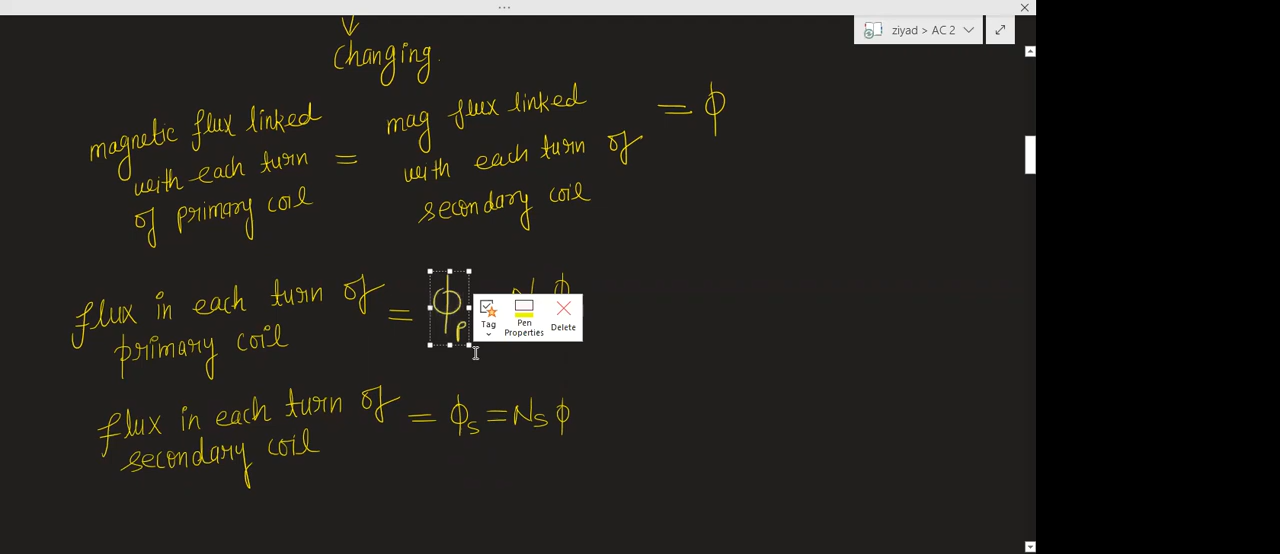 ziyad > AC 2
Changing.
magnetic flux linked
with each turn
of primary coil
=
mag flux linked
with each turn of
secondary coil
= ϕ
flux in each turn of
primary coil
= ϕP
Tag
Pen Properties
Delete
flux in each turn of
secondary coil
= ϕS = NS ϕ